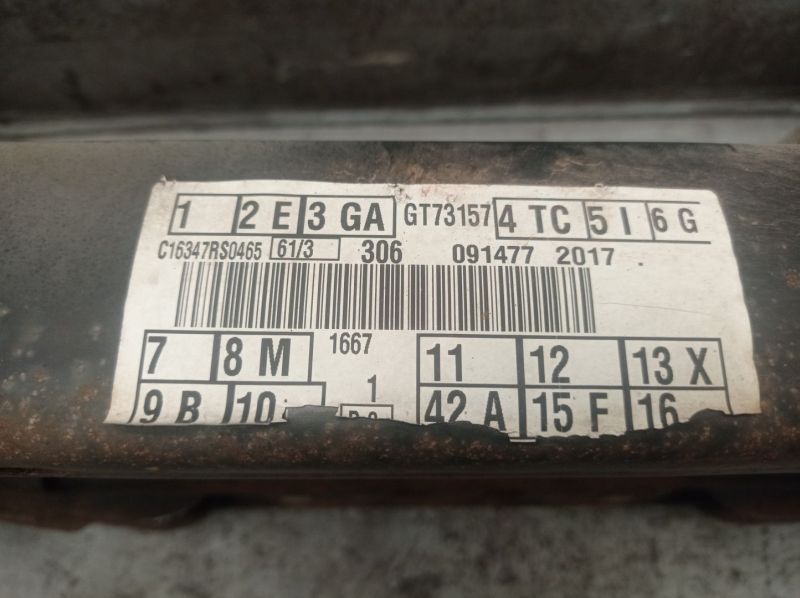 1 2 E 3 GA GT73157 4 TC 5 I 6 G
C16347RS0465 61/3 306 091477 2017
7 8 M 1667 11 12 13 X
9 B 10 1 42 A 15 F 16